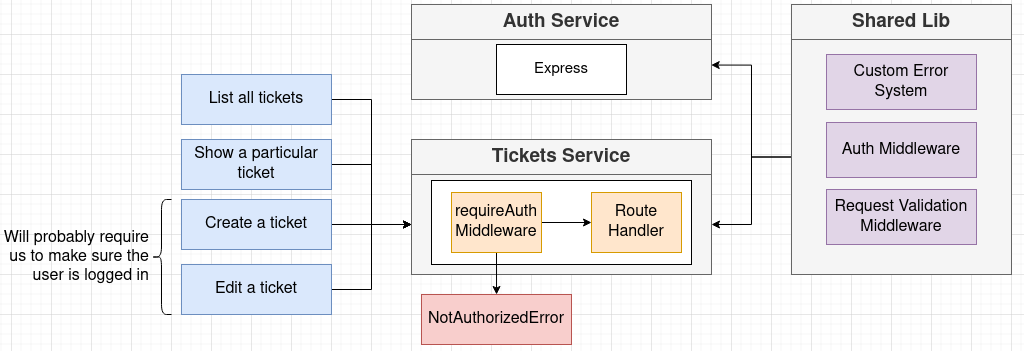 Auth Service
Express
Shared Lib
Custom Error
System
Auth Middleware
Request Validation
Middleware
List all tickets
Show a particular
ticket
Create a ticket
Edit a ticket
Will probably require
us to make sure the
user is logged in
Tickets Service
requireAuth
Middleware
Route
Handler
NotAuthorizedError